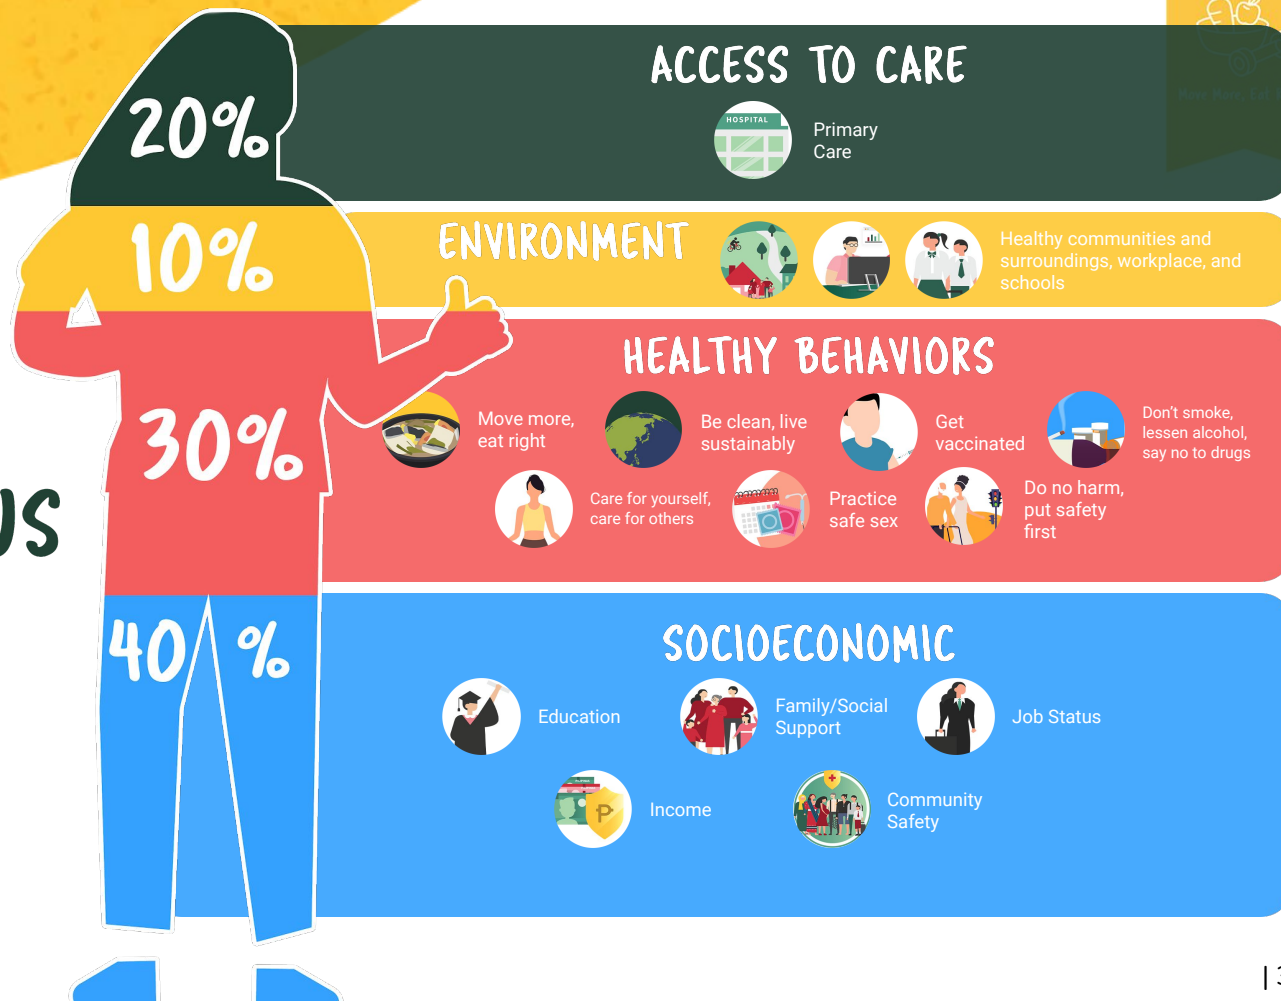 ACCESS TO CARE
20%
HOSPITAL
Primary
Care
10%
ENVIRONMENT
Healthy communities and
surroundings, workplace, and
schools
HEALTHY BEHAVIORS
30%
Move more,
eat right
Be clean, live
sustainably
Get
vaccinated
Don't smoke,
lessen alcohol,
say no to drugs
Care for yourself,
care for others
Practice
safe sex
Do no harm,
put safety
first
US
40%
SOCIOECONOMIC
Education
Family/Social
Support
Job Status
Income
Community
Safety
| 3